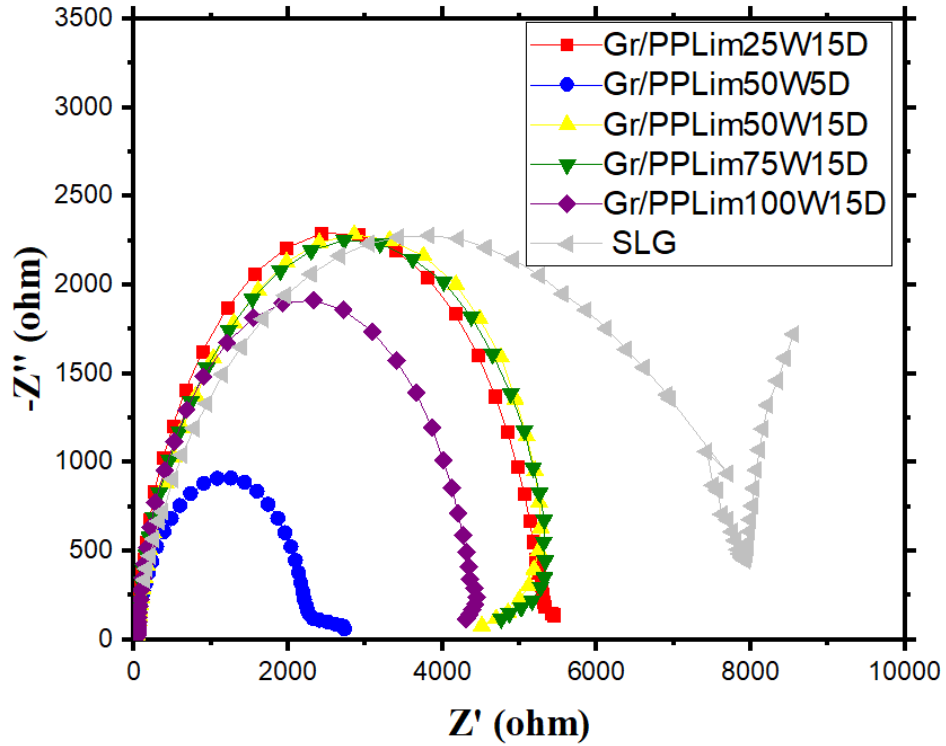 3500
3000
2500
2000
1500
1000
500
0
-Z'' (ohm)
Gr/PPLim25W15D
Gr/PPLim50W5D
Gr/PPLim50W15D
Gr/PPLim75W15D
Gr/PPLim100W15D
SLG
0 2000 4000 6000 8000 10000
Z' (ohm)